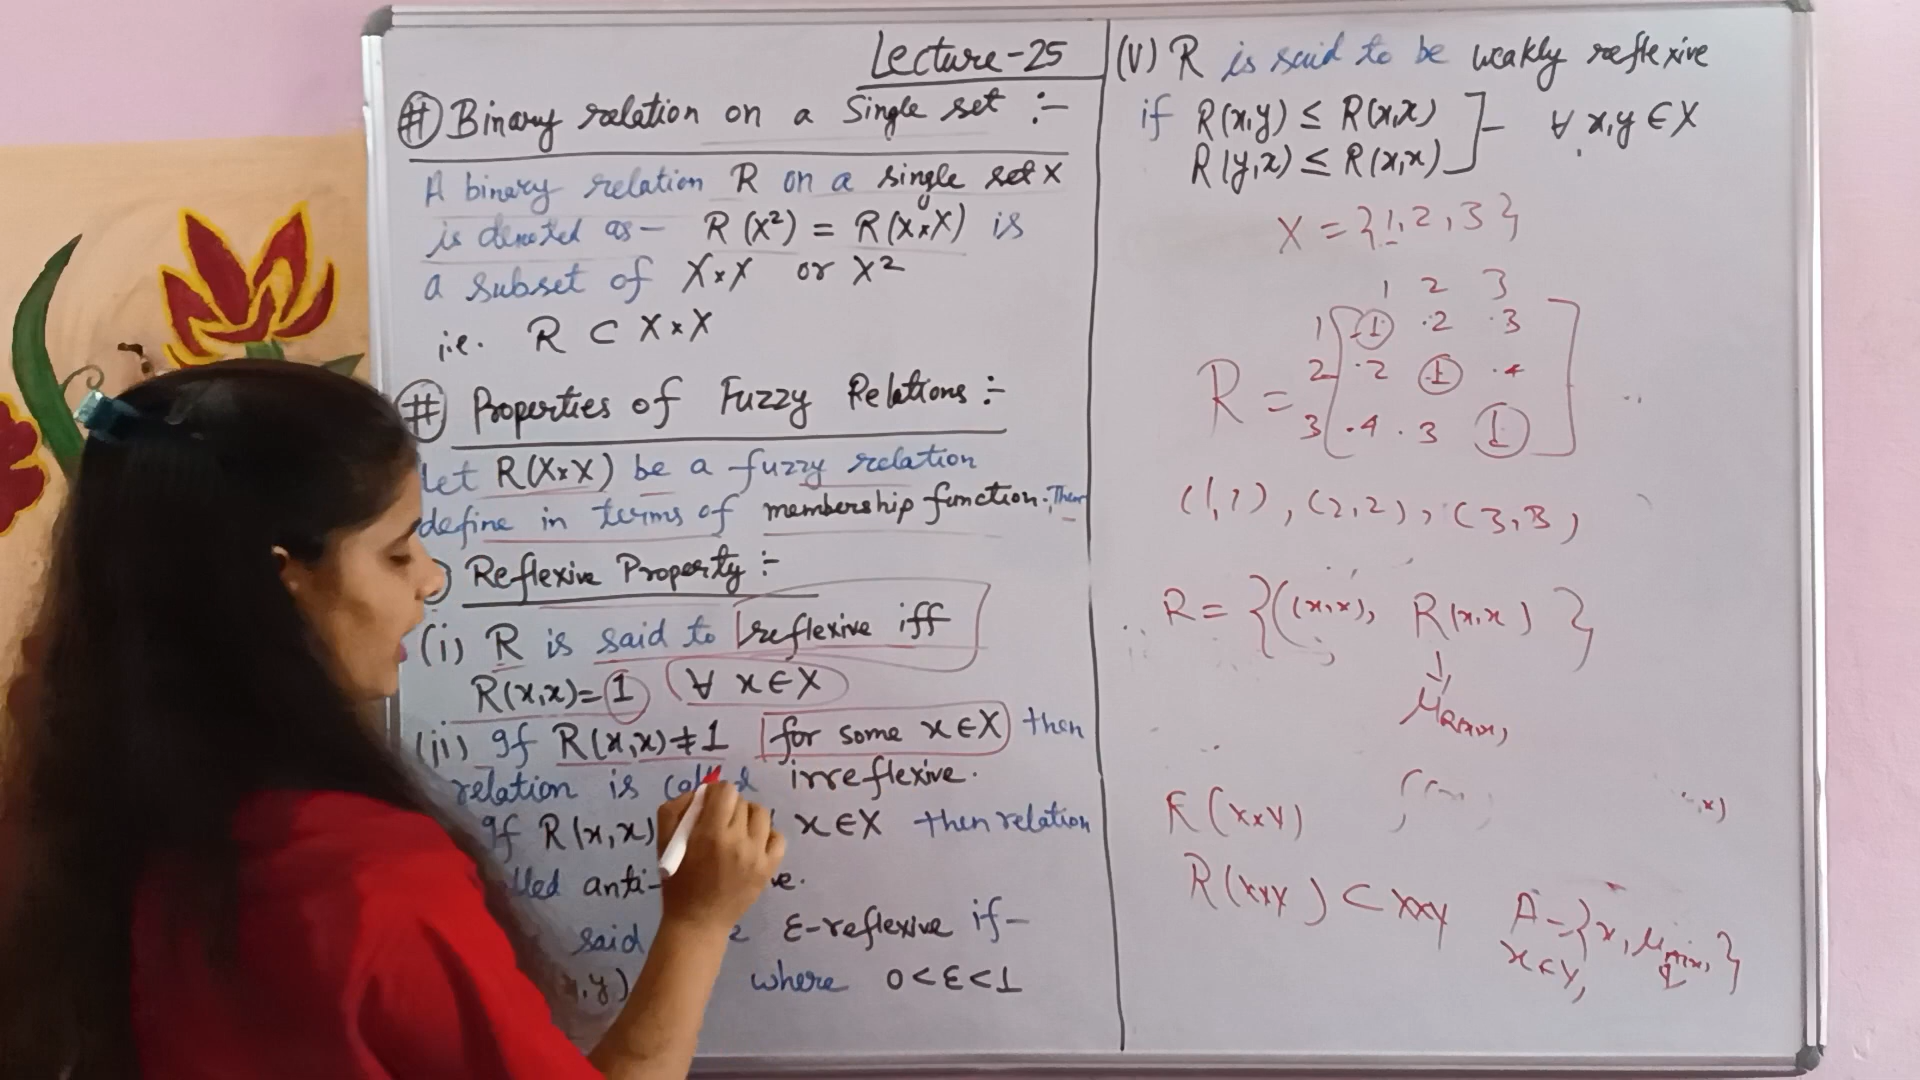 Lecture-25
# Binary relation on a Single set :-
A binary relation R on a single set X
is denoted as - R (X²) = R(X×X) is
a subset of X×X or X²
i.e. R ⊂ X×X
# Properties of Fuzzy Relations :-
let R(X×X) be a fuzzy relation
define in terms of membership function. Then
Reflexive Property :-
(i) R is said to reflexive iff
R(x,x)=1 ∀ x∈X
(ii) If R(x,x)≠1 for some x∈X then
relation is irreflexive.
If R(x,x) x∈X then relation
anti-
said ε-reflexive if-
where 0<ε<1
(V) R is said to be weakly reflexive
if R(x,y) ≤ R(x,x) ]- ∀ x,y ∈X
R(y,x) ≤ R(x,x)
X = {1,2,3}
1 2 3
1 1 .2 .3
R = 2 .2 1 .4
3 .4 .3 1
(1,1), (2,2), (3,3)
R = {(x,x), R(x,x)}
↓
μR(x,x)
R(X×Y) ⊂ X×Y